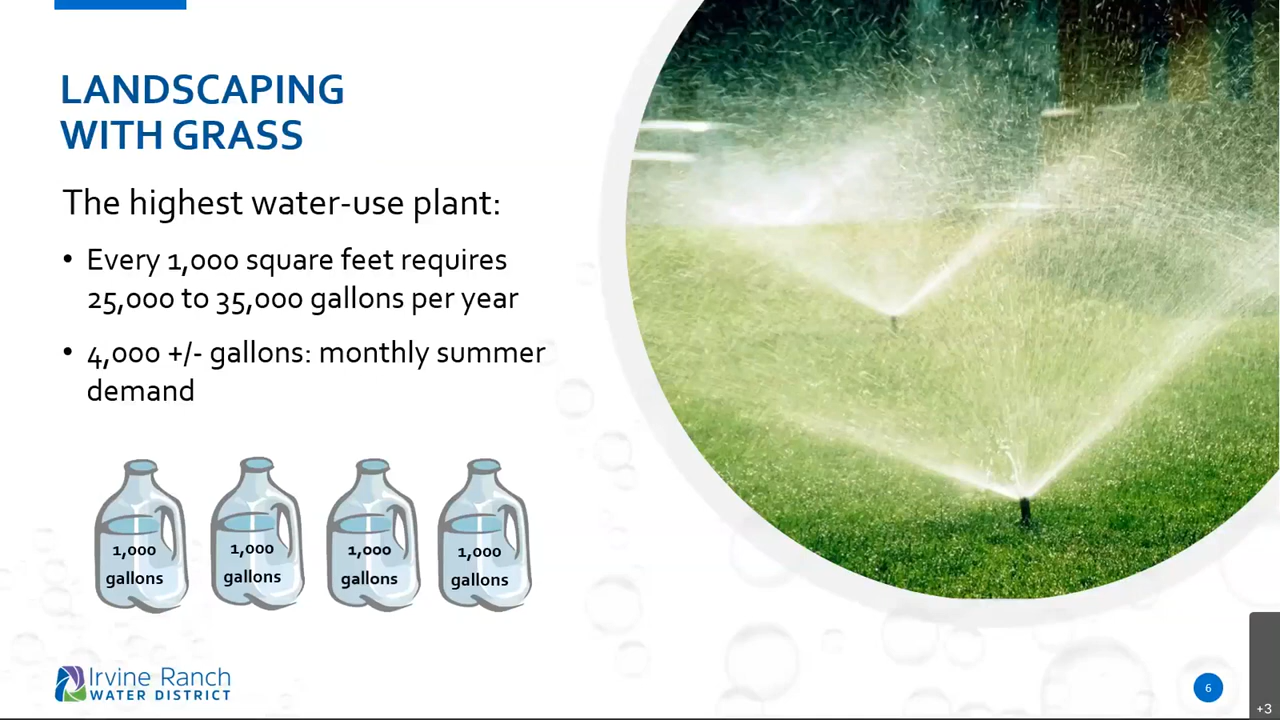 LANDSCAPING
WITH GRASS
The highest water-use plant:
• Every 1,000 square feet requires
25,000 to 35,000 gallons per year
• 4,000 +/- gallons: monthly summer
demand
1,000
gallons
1,000
gallons
1,000
gallons
1,000
gallons
Irvine Ranch
WATER DISTRICT
6
+3